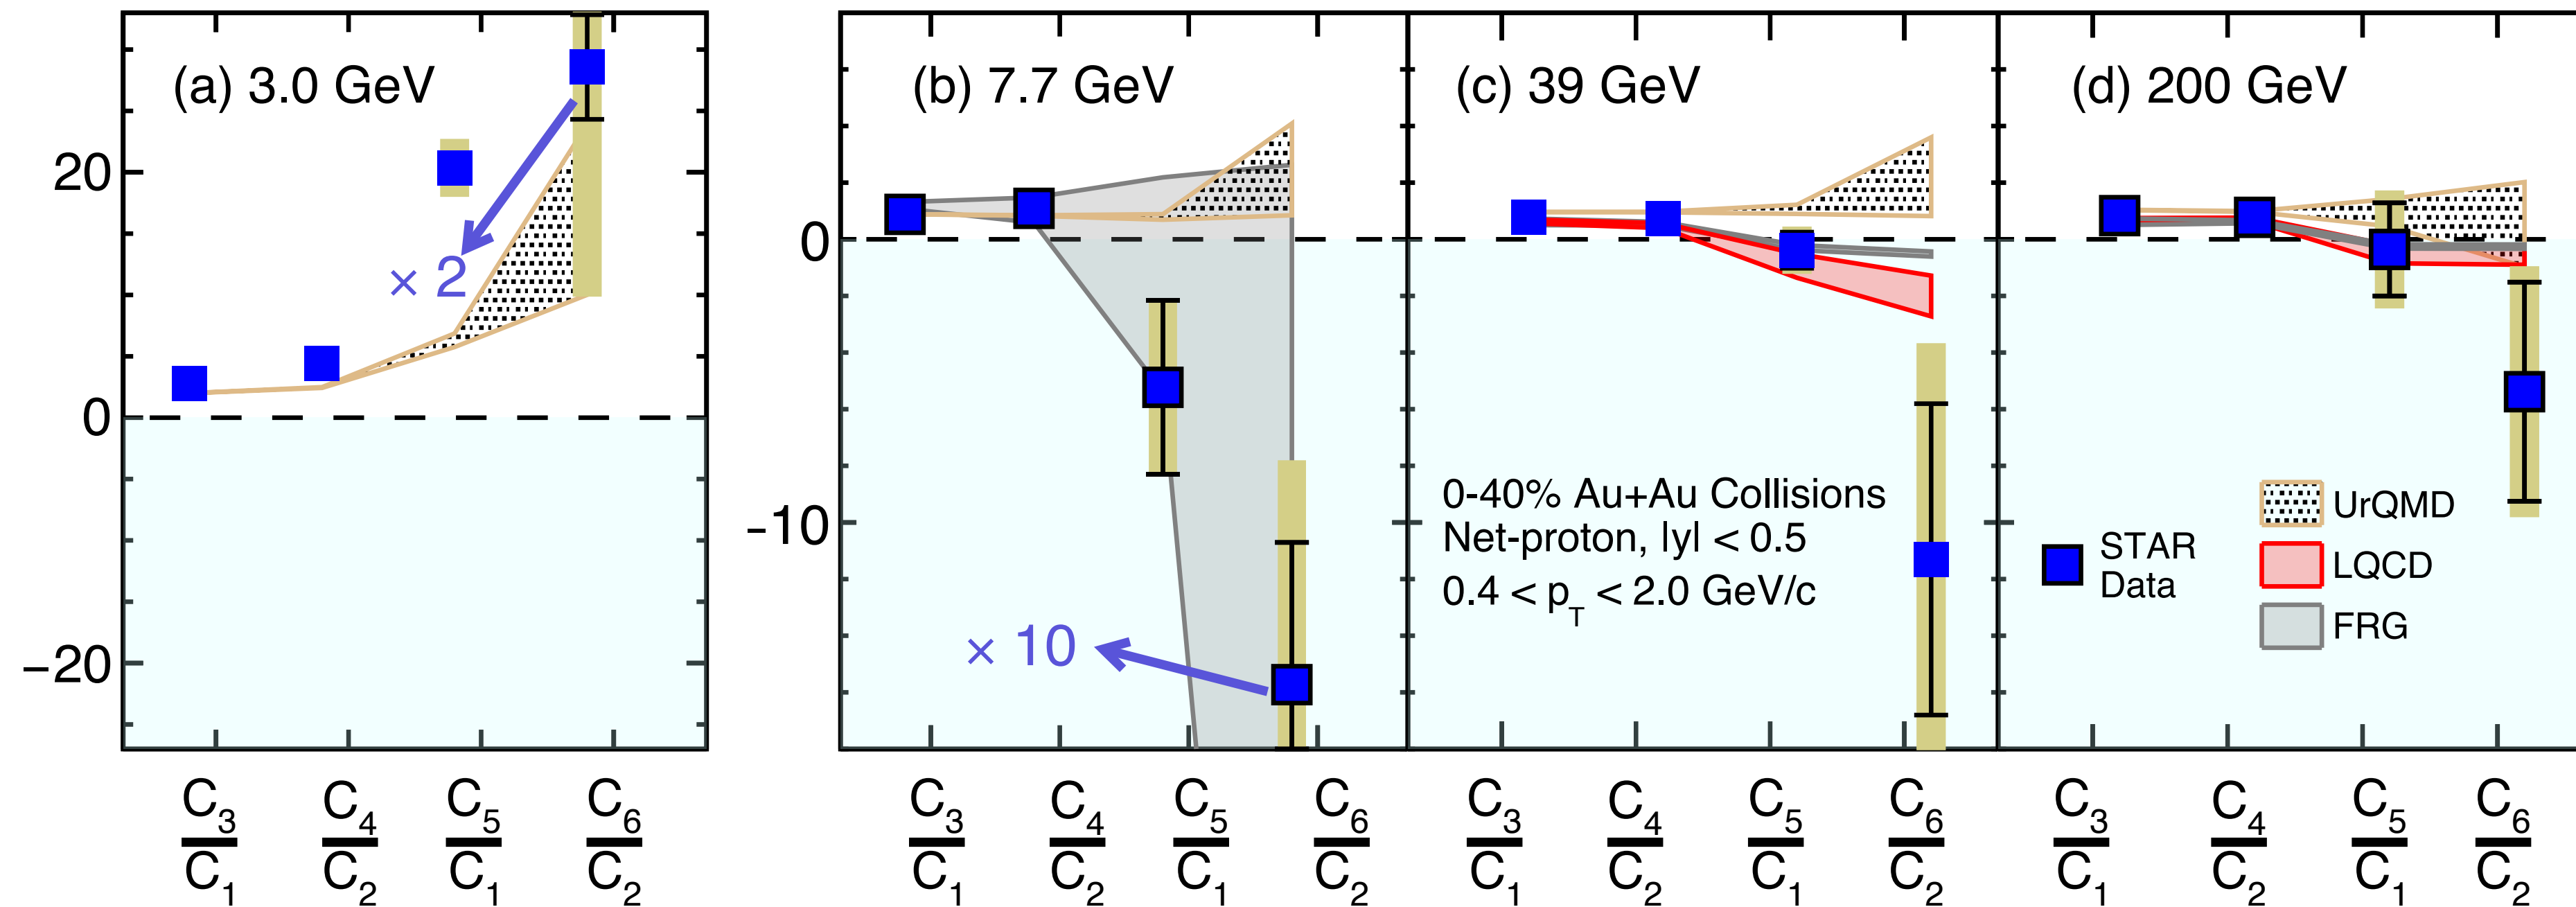 (a) 3.0 GeV
(b) 7.7 GeV
(c) 39 GeV
(d) 200 GeV
20
0
−20
× 2
0
-10
× 10
0-40% Au+Au Collisions
Net-proton, |y| < 0.5
0.4 < p_T < 2.0 GeV/c
STAR
Data
UrQMD
LQCD
FRG
C3/C1 C4/C2 C5/C1 C6/C2
C3/C1 C4/C2 C5/C1 C6/C2
C3/C1 C4/C2 C5/C1 C6/C2
C3/C1 C4/C2 C5/C1 C6/C2